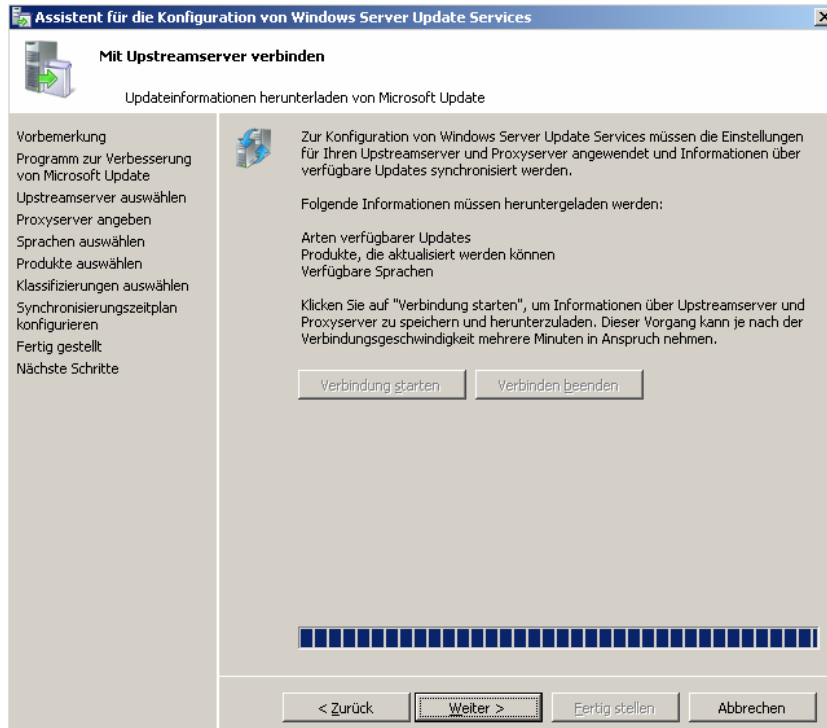 Assistent für die Konfiguration von Windows Server Update Services
Mit Upstreamserver verbinden
Updateinformationen herunterladen von Microsoft Update
Vorbemerkung
Programm zur Verbesserung
von Microsoft Update
Upstreamserver auswählen
Proxyserver angeben
Sprachen auswählen
Produkte auswählen
Klassifizierungen auswählen
Synchronisierungszeitplan
konfigurieren
Fertig gestellt
Nächste Schritte
Zur Konfiguration von Windows Server Update Services müssen die Einstellungen
für Ihren Upstreamserver und Proxyserver angewendet und Informationen über
verfügbare Updates synchronisiert werden.
Folgende Informationen müssen heruntergeladen werden:
Arten verfügbarer Updates
Produkte, die aktualisiert werden können
Verfügbare Sprachen
Klicken Sie auf "Verbindung starten", um Informationen über Upstreamserver und
Proxyserver zu speichern und herunterzuladen. Dieser Vorgang kann je nach der
Verbindungsgeschwindigkeit mehrere Minuten in Anspruch nehmen.
Verbindung starten Verbinden beenden
< Zurück Weiter > Fertig stellen Abbrechen